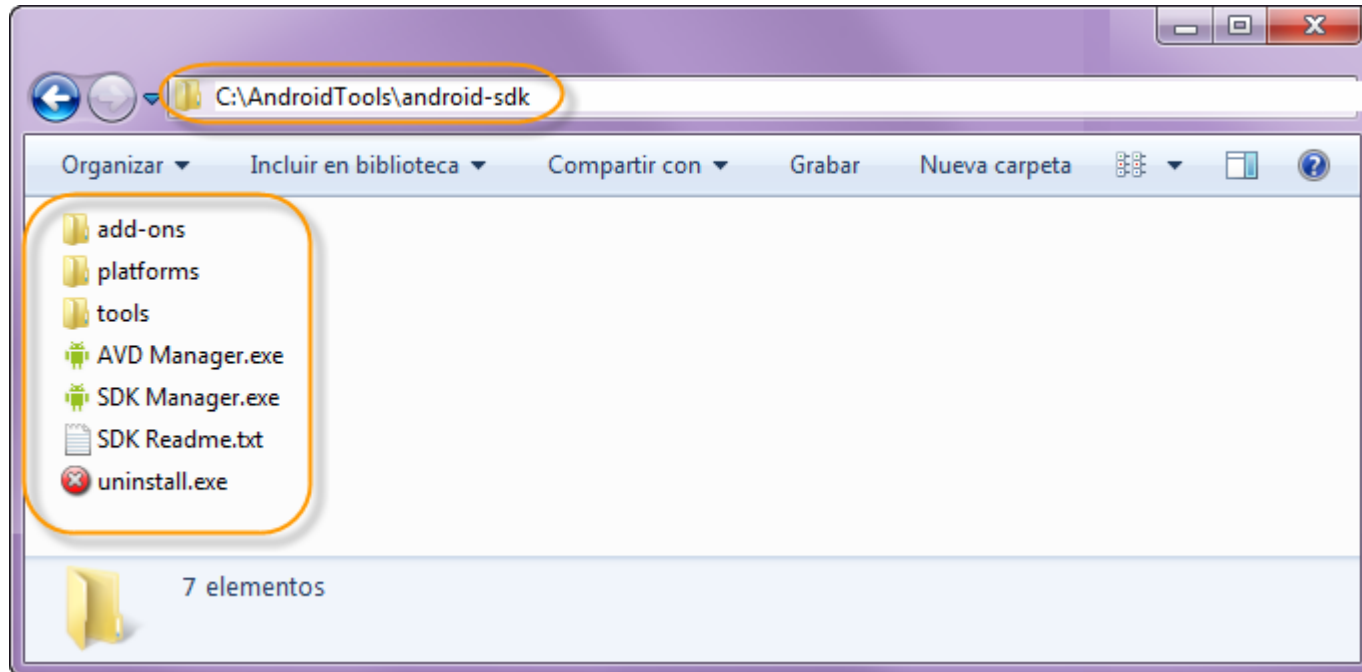 C:\AndroidTools\android-sdk
Organizar Incluir en biblioteca Compartir con Grabar Nueva carpeta
add-ons
platforms
tools
AVD Manager.exe
SDK Manager.exe
SDK Readme.txt
uninstall.exe
7 elementos